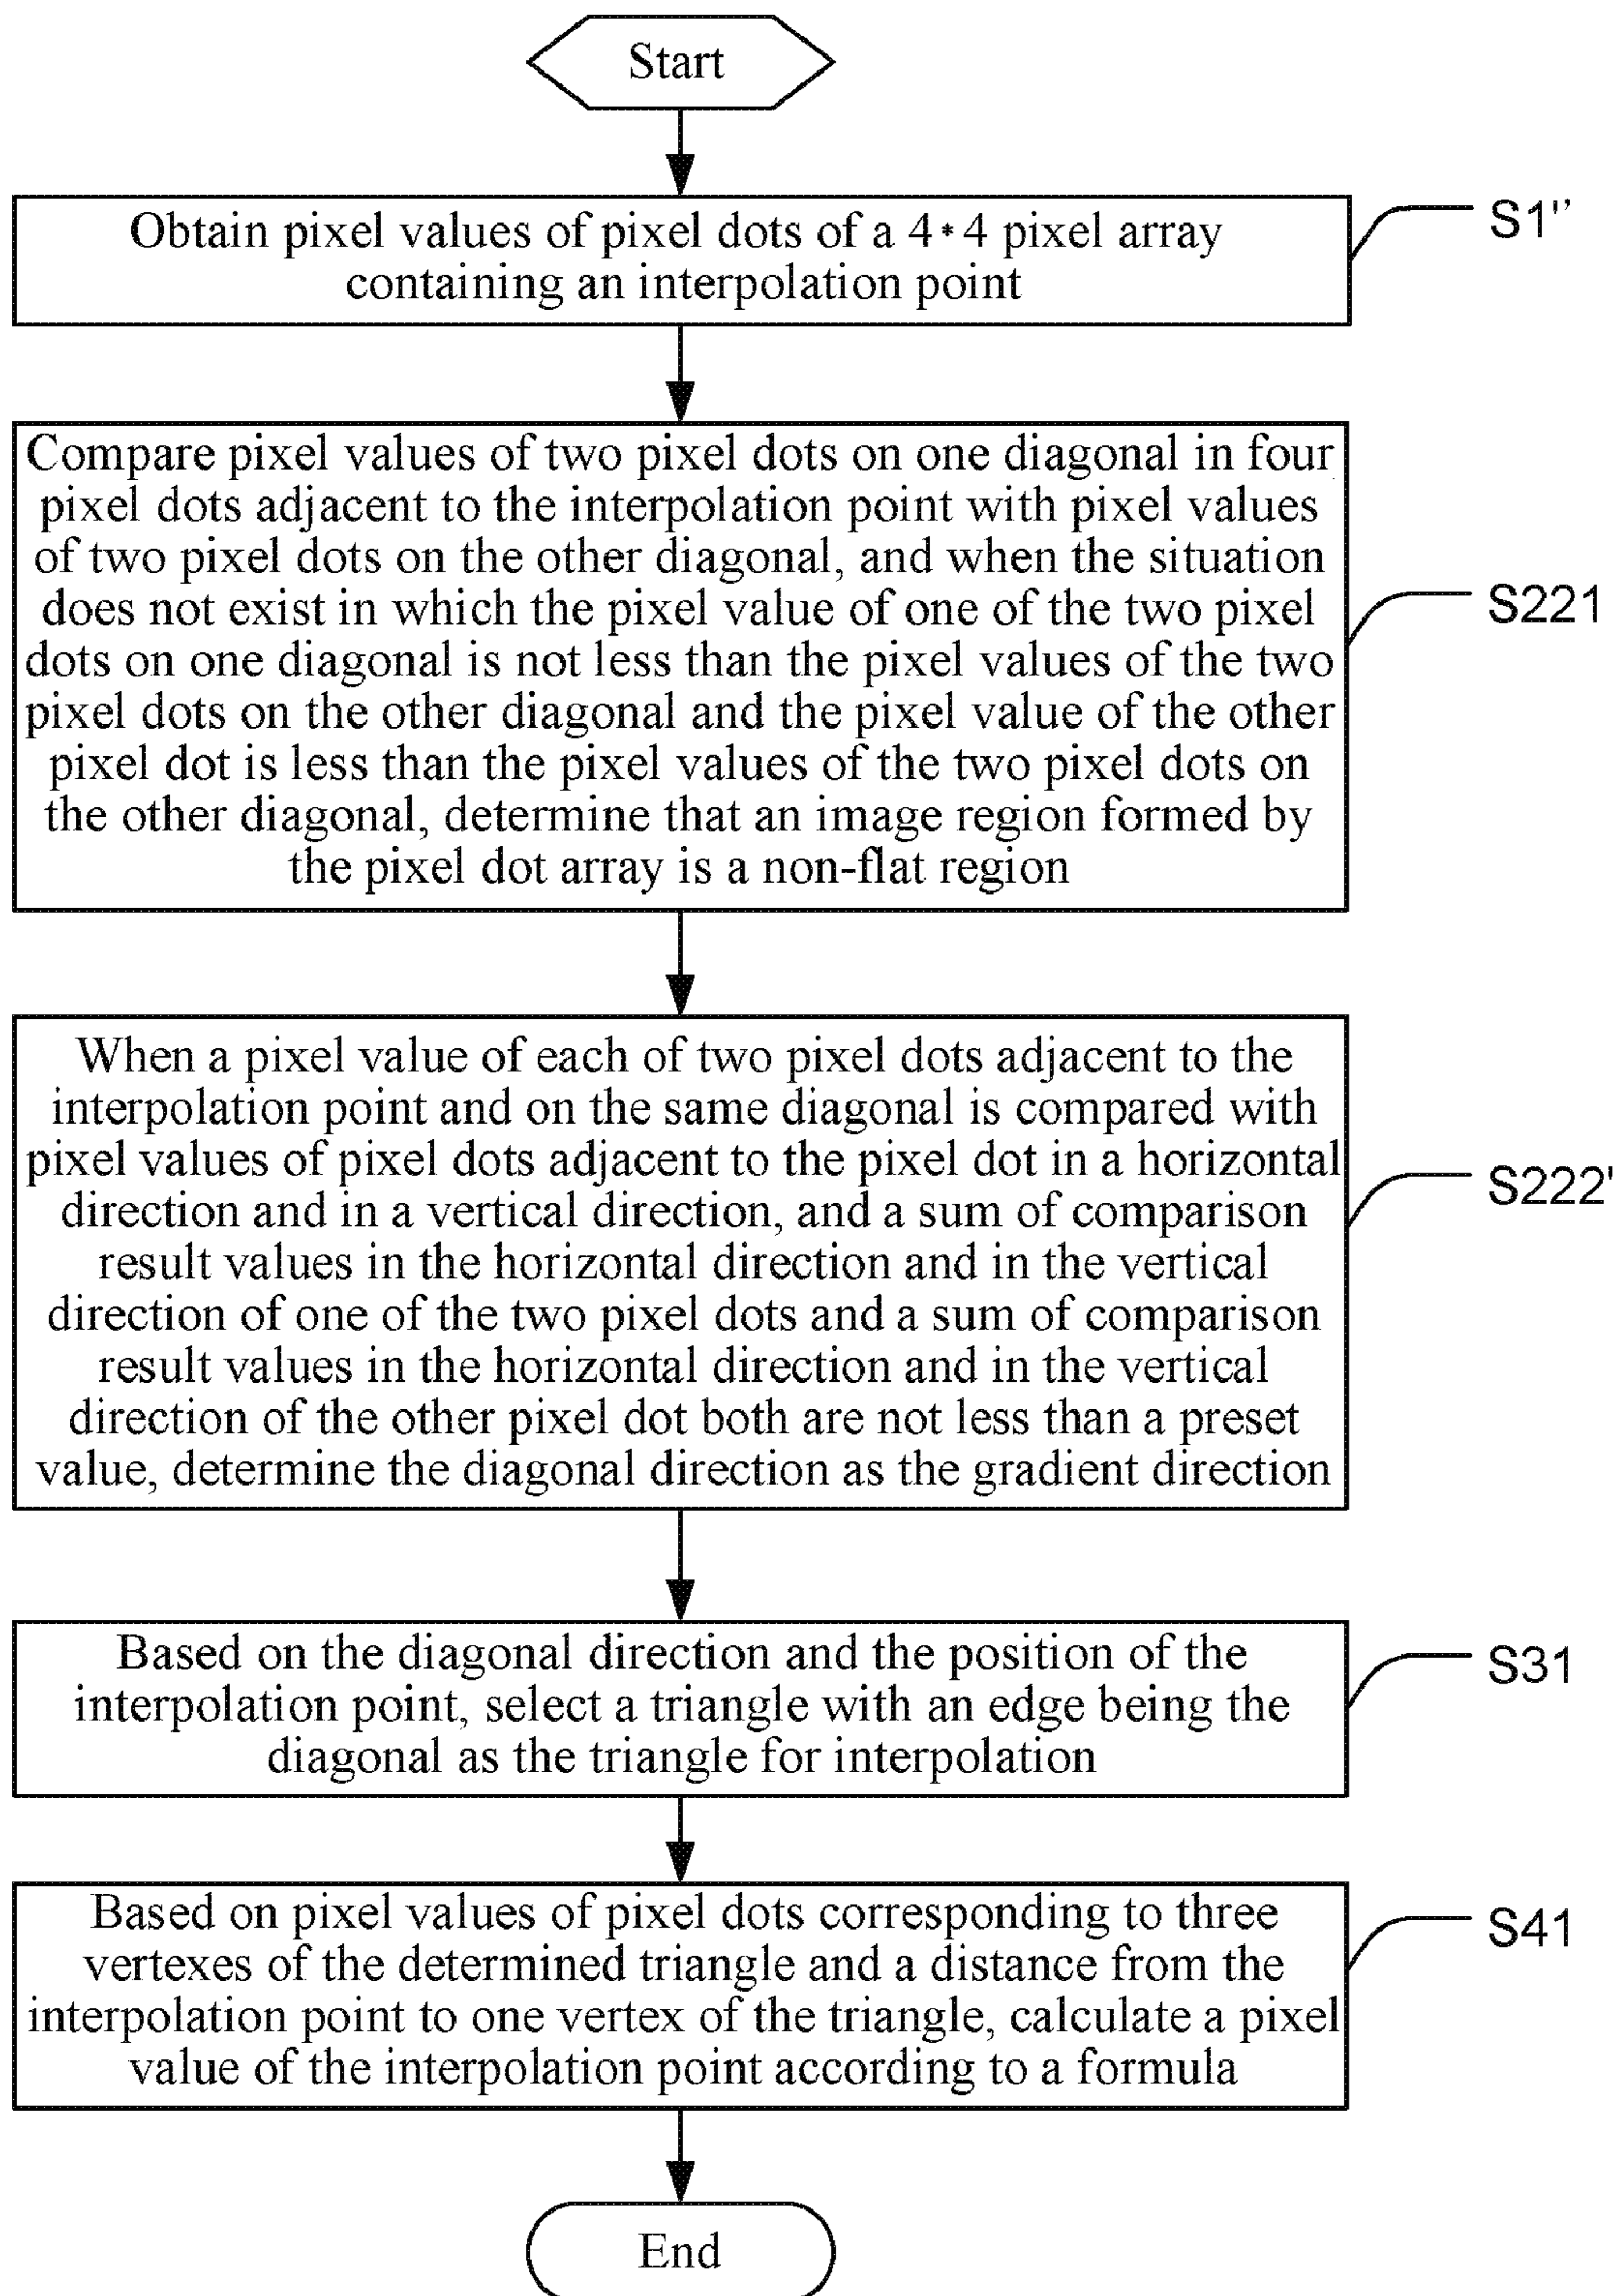 Start
Obtain pixel values of pixel dots of a 4*4 pixel array
containing an interpolation point
S1''
Compare pixel values of two pixel dots on one diagonal in four
pixel dots adjacent to the interpolation point with pixel values
of two pixel dots on the other diagonal, and when the situation
does not exist in which the pixel value of one of the two pixel
dots on one diagonal is not less than the pixel values of the two
pixel dots on the other diagonal and the pixel value of the other
pixel dot is less than the pixel values of the two pixel dots on
the other diagonal, determine that an image region formed by
the pixel dot array is a non-flat region
S221
When a pixel value of each of two pixel dots adjacent to the
interpolation point and on the same diagonal is compared with
pixel values of pixel dots adjacent to the pixel dot in a horizontal
direction and in a vertical direction, and a sum of comparison
result values in the horizontal direction and in the vertical
direction of one of the two pixel dots and a sum of comparison
result values in the horizontal direction and in the vertical
direction of the other pixel dot both are not less than a preset
value, determine the diagonal direction as the gradient direction
S222'
Based on the diagonal direction and the position of the
interpolation point, select a triangle with an edge being the
diagonal as the triangle for interpolation
S31
Based on pixel values of pixel dots corresponding to three
vertexes of the determined triangle and a distance from the
interpolation point to one vertex of the triangle, calculate a pixel
value of the interpolation point according to a formula
S41
End